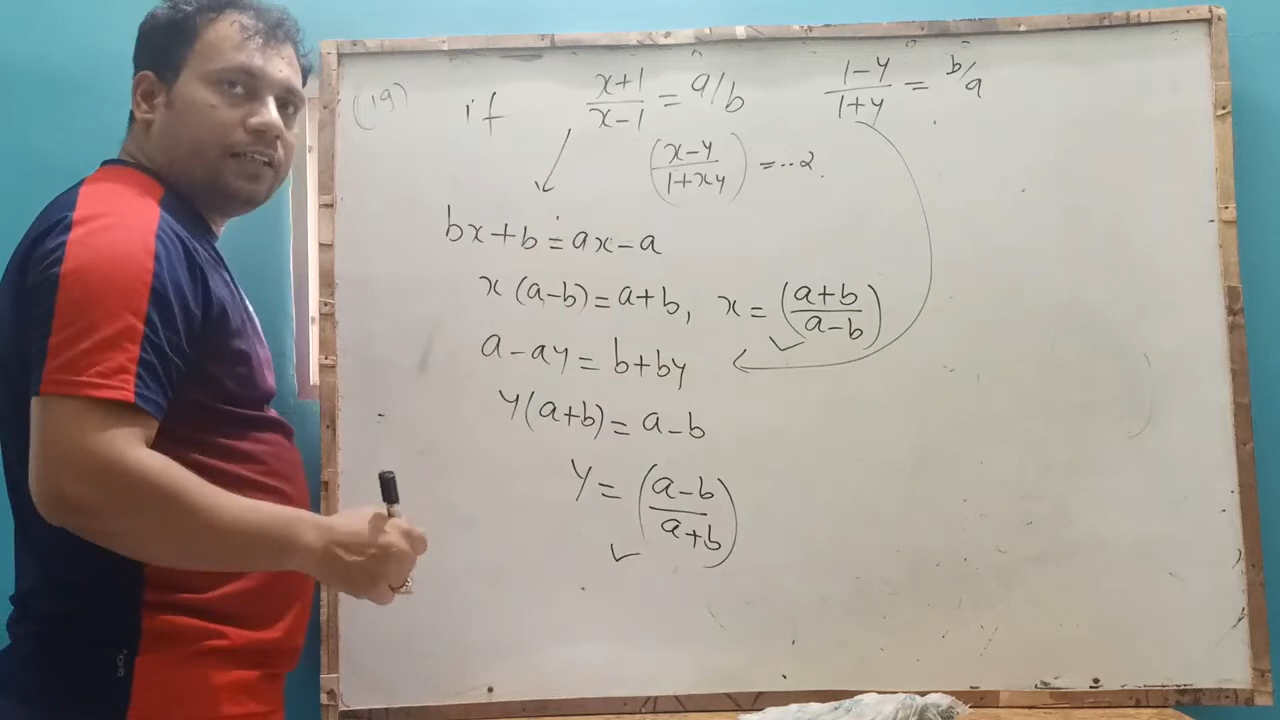 (19) if x+1/x-1 = a/b 1-y/1+y = b/a
(x-y/1+xy) = --2.
bx+b = ax-a
x(a-b) = a+b, x = (a+b/a-b)
a-ay = b+by
y(a+b) = a-b
y = (a-b/a+b)